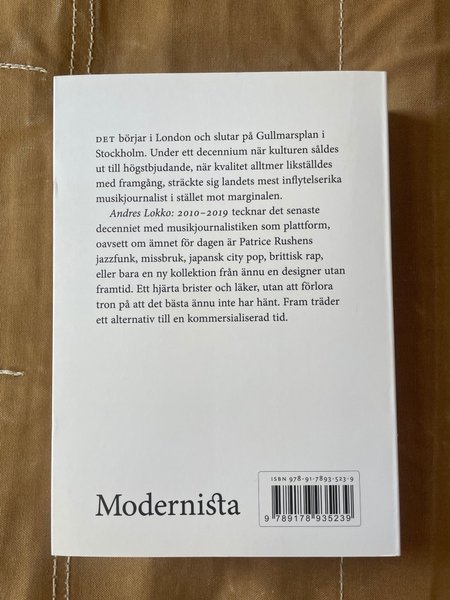 DET börjar i London och slutar på Gullmarsplan i
Stockholm. Under ett decennium när kulturen såldes
ut till högstbjudande, när kvalitet alltmer likställdes
med framgång, sträckte sig landets mest inflytelserika
musikjournalist i stället mot marginalen.
Andres Lokko: 2010–2019 tecknar det senaste
decenniet med musikjournalistiken som plattform,
oavsett om ämnet för dagen är Patrice Rushens
jazzfunk, missbruk, japansk city pop, brittisk rap,
eller bara en ny kollektion från ännu en designer utan
framtid. Ett hjärta brister och läker, utan att förlora
tron på att det bästa ännu inte har hänt. Fram träder
ett alternativ till en kommersialiserad tid.
ISBN 978-91-7893-523-9
Modernista
9 789178 935239